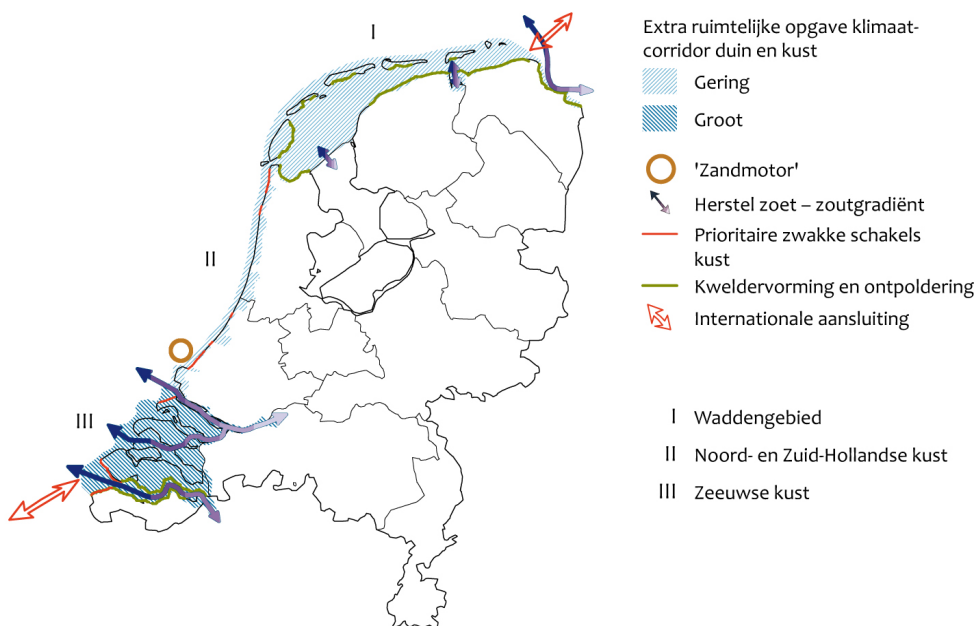 Extra ruimtelijke opgave klimaat-
corridor duin en kust
Gering
Groot
'Zandmotor'
Herstel zoet – zoutgradiënt
Prioritaire zwakke schakels
kust
Kweldervorming en ontpoldering
Internationale aansluiting
I Waddengebied
II Noord- en Zuid-Hollandse kust
III Zeeuwse kust
I
II
III